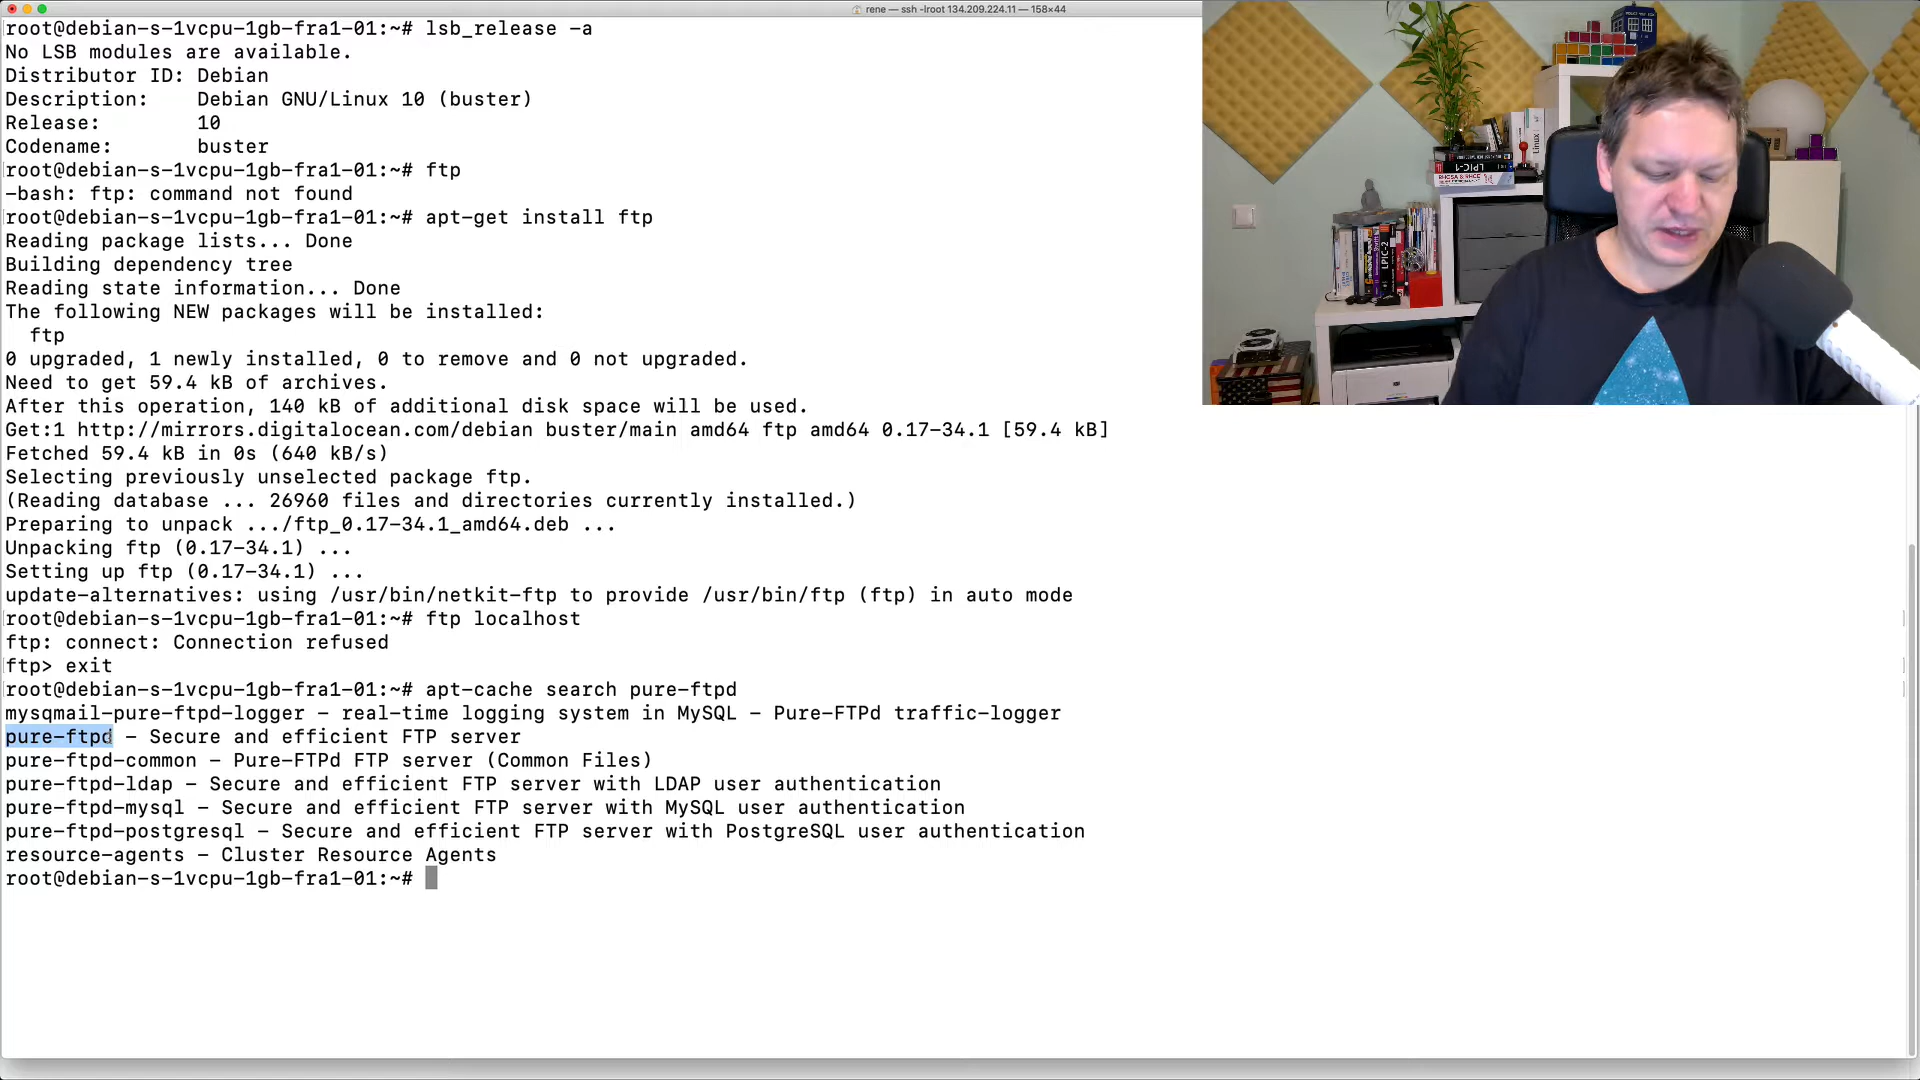 rene — ssh -lroot 134.209.224.11 — 158×44
root@debian-s-1vcpu-1gb-fra1-01:~# lsb_release -a
No LSB modules are available.
Distributor ID: Debian
Description:    Debian GNU/Linux 10 (buster)
Release:        10
Codename:       buster
root@debian-s-1vcpu-1gb-fra1-01:~# ftp
-bash: ftp: command not found
root@debian-s-1vcpu-1gb-fra1-01:~# apt-get install ftp
Reading package lists... Done
Building dependency tree
Reading state information... Done
The following NEW packages will be installed:
  ftp
0 upgraded, 1 newly installed, 0 to remove and 0 not upgraded.
Need to get 59.4 kB of archives.
After this operation, 140 kB of additional disk space will be used.
Get:1 http://mirrors.digitalocean.com/debian buster/main amd64 ftp amd64 0.17-34.1 [59.4 kB]
Fetched 59.4 kB in 0s (640 kB/s)
Selecting previously unselected package ftp.
(Reading database ... 26960 files and directories currently installed.)
Preparing to unpack .../ftp_0.17-34.1_amd64.deb ...
Unpacking ftp (0.17-34.1) ...
Setting up ftp (0.17-34.1) ...
update-alternatives: using /usr/bin/netkit-ftp to provide /usr/bin/ftp (ftp) in auto mode
root@debian-s-1vcpu-1gb-fra1-01:~# ftp localhost
ftp: connect: Connection refused
ftp> exit
root@debian-s-1vcpu-1gb-fra1-01:~# apt-cache search pure-ftpd
mysqmail-pure-ftpd-logger - real-time logging system in MySQL - Pure-FTPd traffic-logger
pure-ftpd - Secure and efficient FTP server
pure-ftpd-common - Pure-FTPd FTP server (Common Files)
pure-ftpd-ldap - Secure and efficient FTP server with LDAP user authentication
pure-ftpd-mysql - Secure and efficient FTP server with MySQL user authentication
pure-ftpd-postgresql - Secure and efficient FTP server with PostgreSQL user authentication
resource-agents - Cluster Resource Agents
root@debian-s-1vcpu-1gb-fra1-01:~#
Linux
LPIC-1
RHCSA & RHCE
LPIC-2